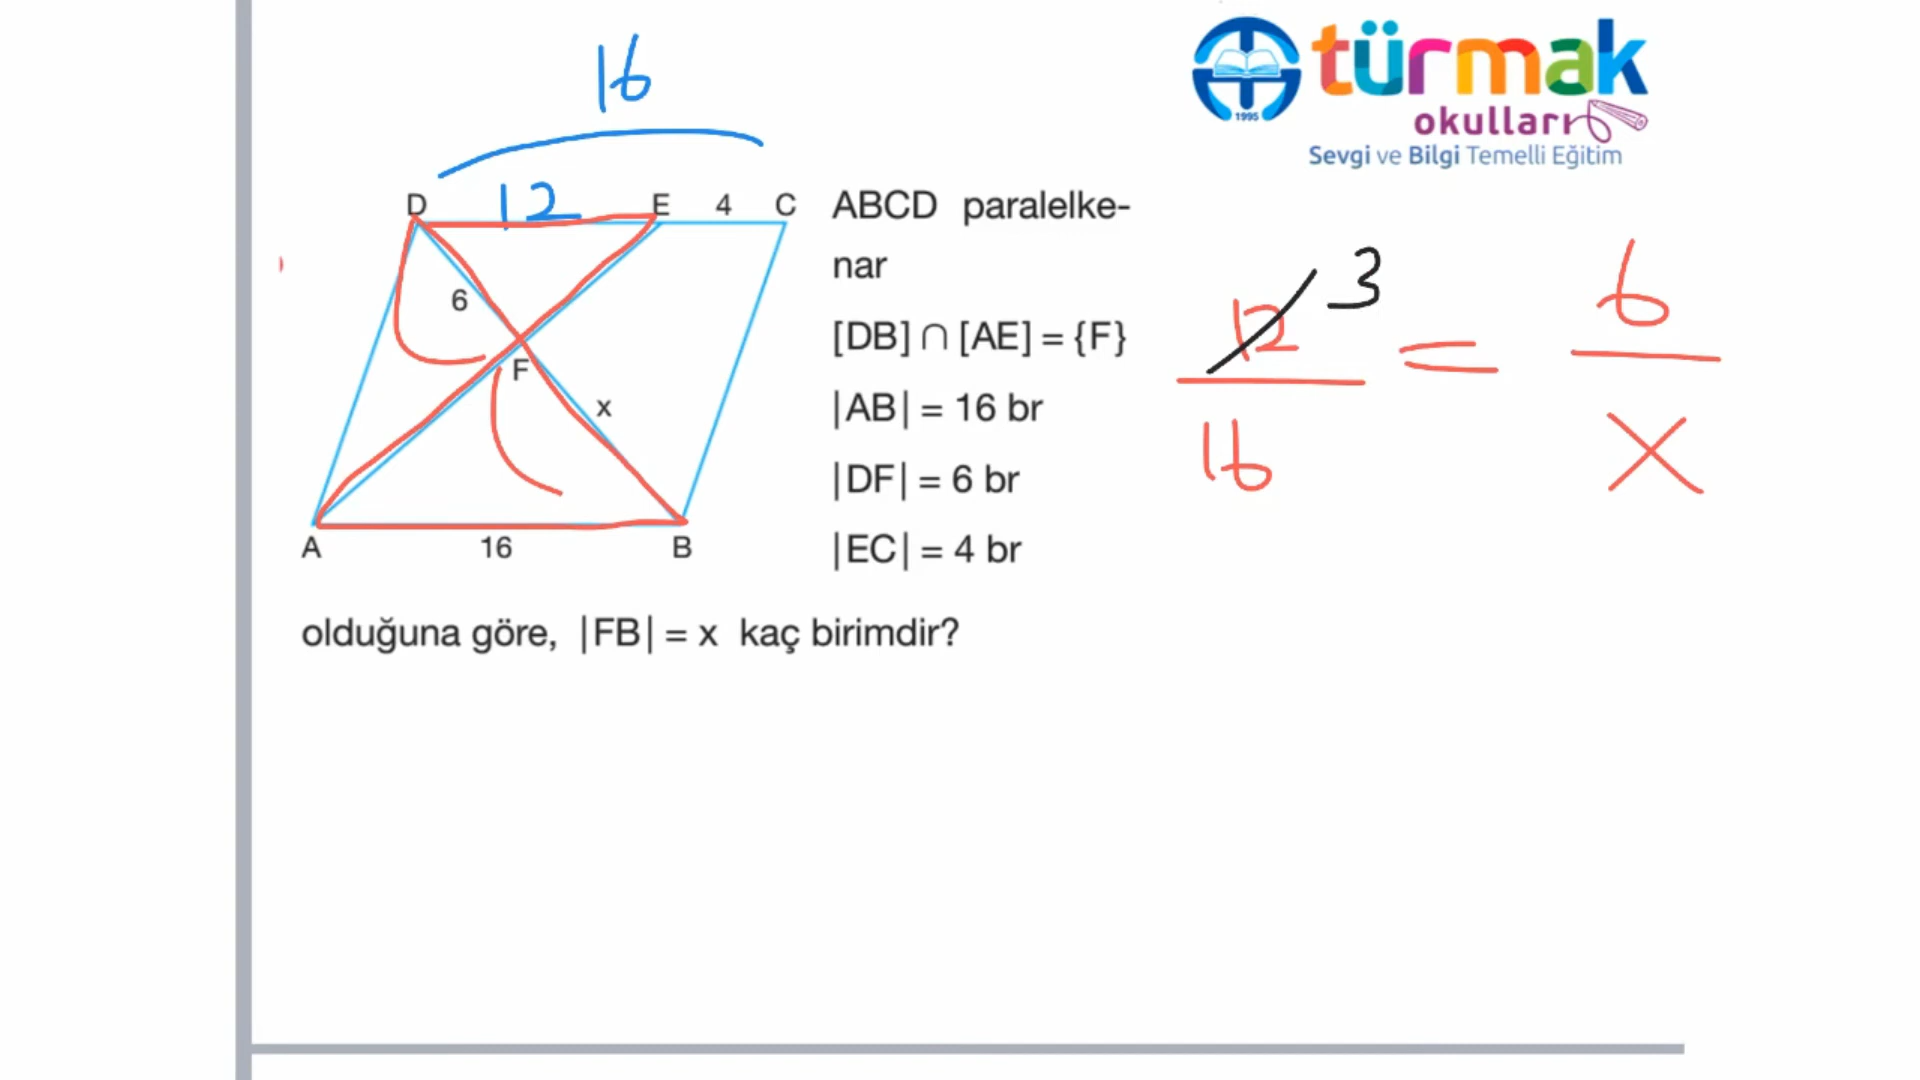 türmak
okulları
1995
Sevgi ve Bilgi Temelli Eğitim
16
D 12 E 4 C
6
F
x
A 16 B
ABCD paralelke-
nar
[DB] ∩ [AE] = {F}
|AB| = 16 br
|DF| = 6 br
|EC| = 4 br
olduğuna göre, |FB| = x kaç birimdir?
12 3 = 6
16 x